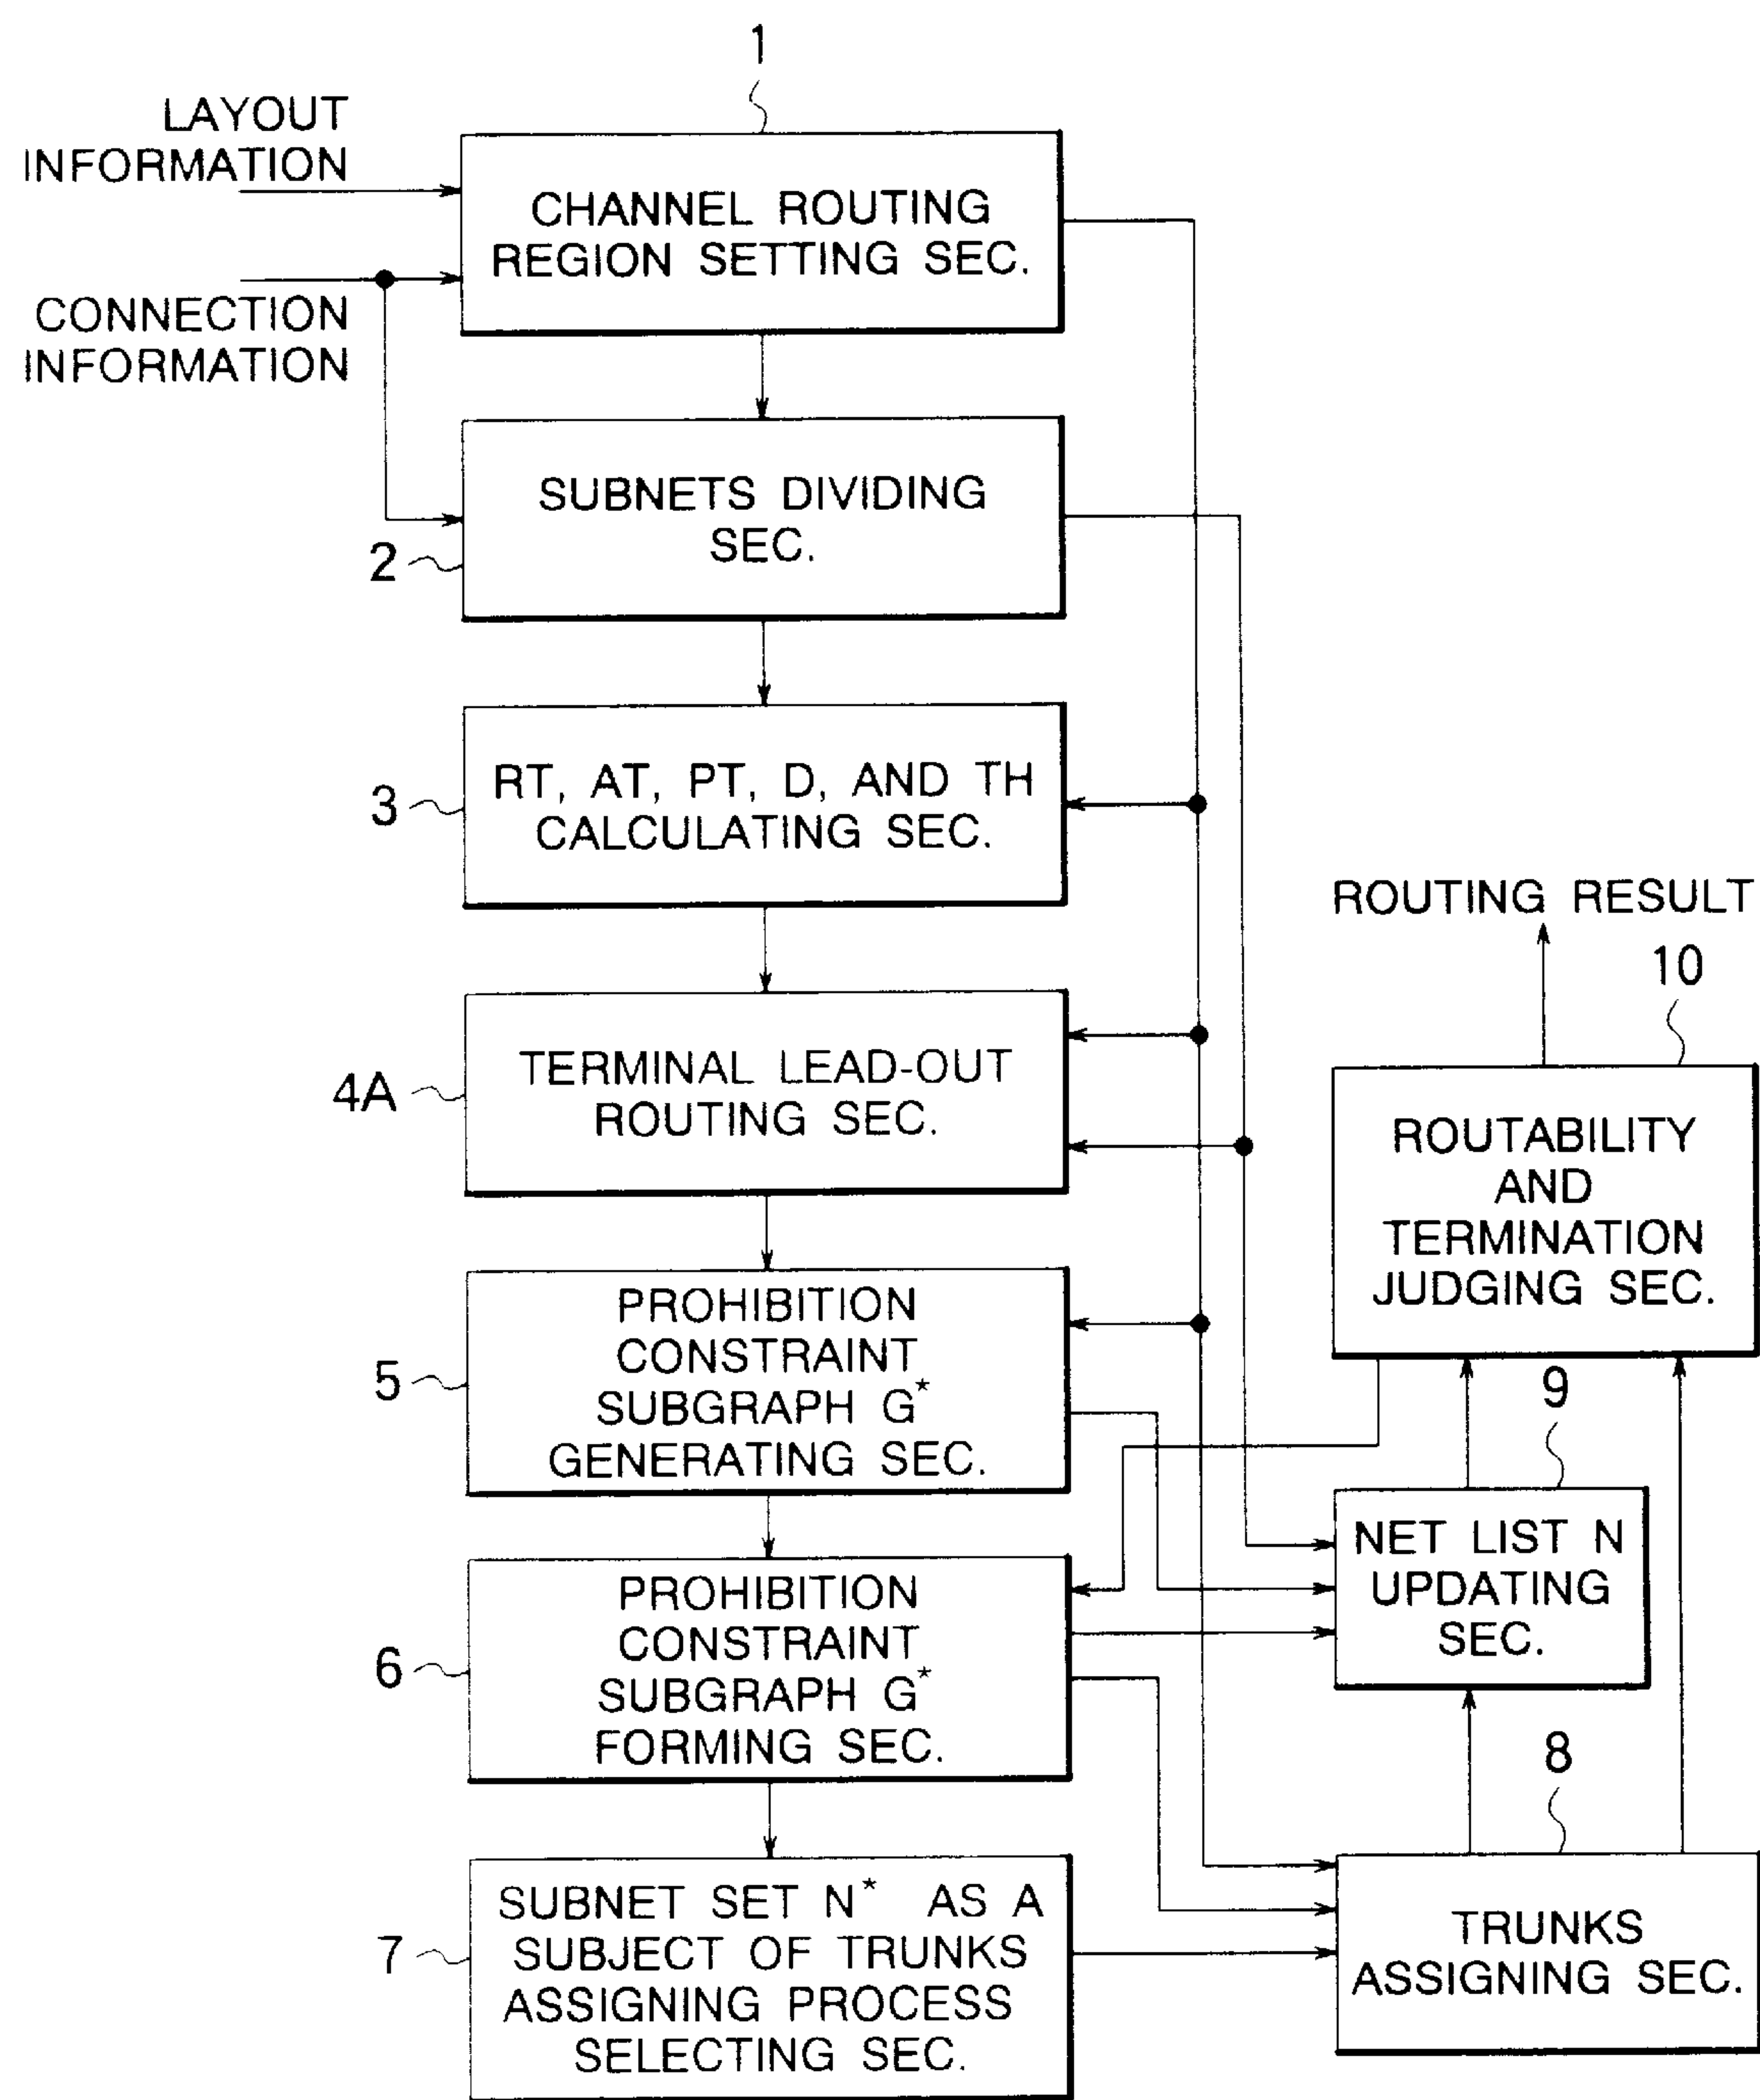 1
LAYOUT
INFORMATION
CHANNEL ROUTING
REGION SETTING SEC.
CONNECTION
INFORMATION
SUBNETS DIVIDING
SEC.
2
RT, AT, PT, D, AND TH
CALCULATING SEC.
3
ROUTING RESULT
10
TERMINAL LEAD-OUT
ROUTING SEC.
4A
ROUTABILITY
AND
TERMINATION
JUDGING SEC.
PROHIBITION
CONSTRAINT
SUBGRAPH G*
GENERATING SEC.
5
9
NET LIST N
UPDATING
SEC.
PROHIBITION
CONSTRAINT
SUBGRAPH G*
FORMING SEC.
6
8
SUBNET SET N* AS A
SUBJECT OF TRUNKS
ASSIGNING PROCESS
SELECTING SEC.
7
TRUNKS
ASSIGNING SEC.